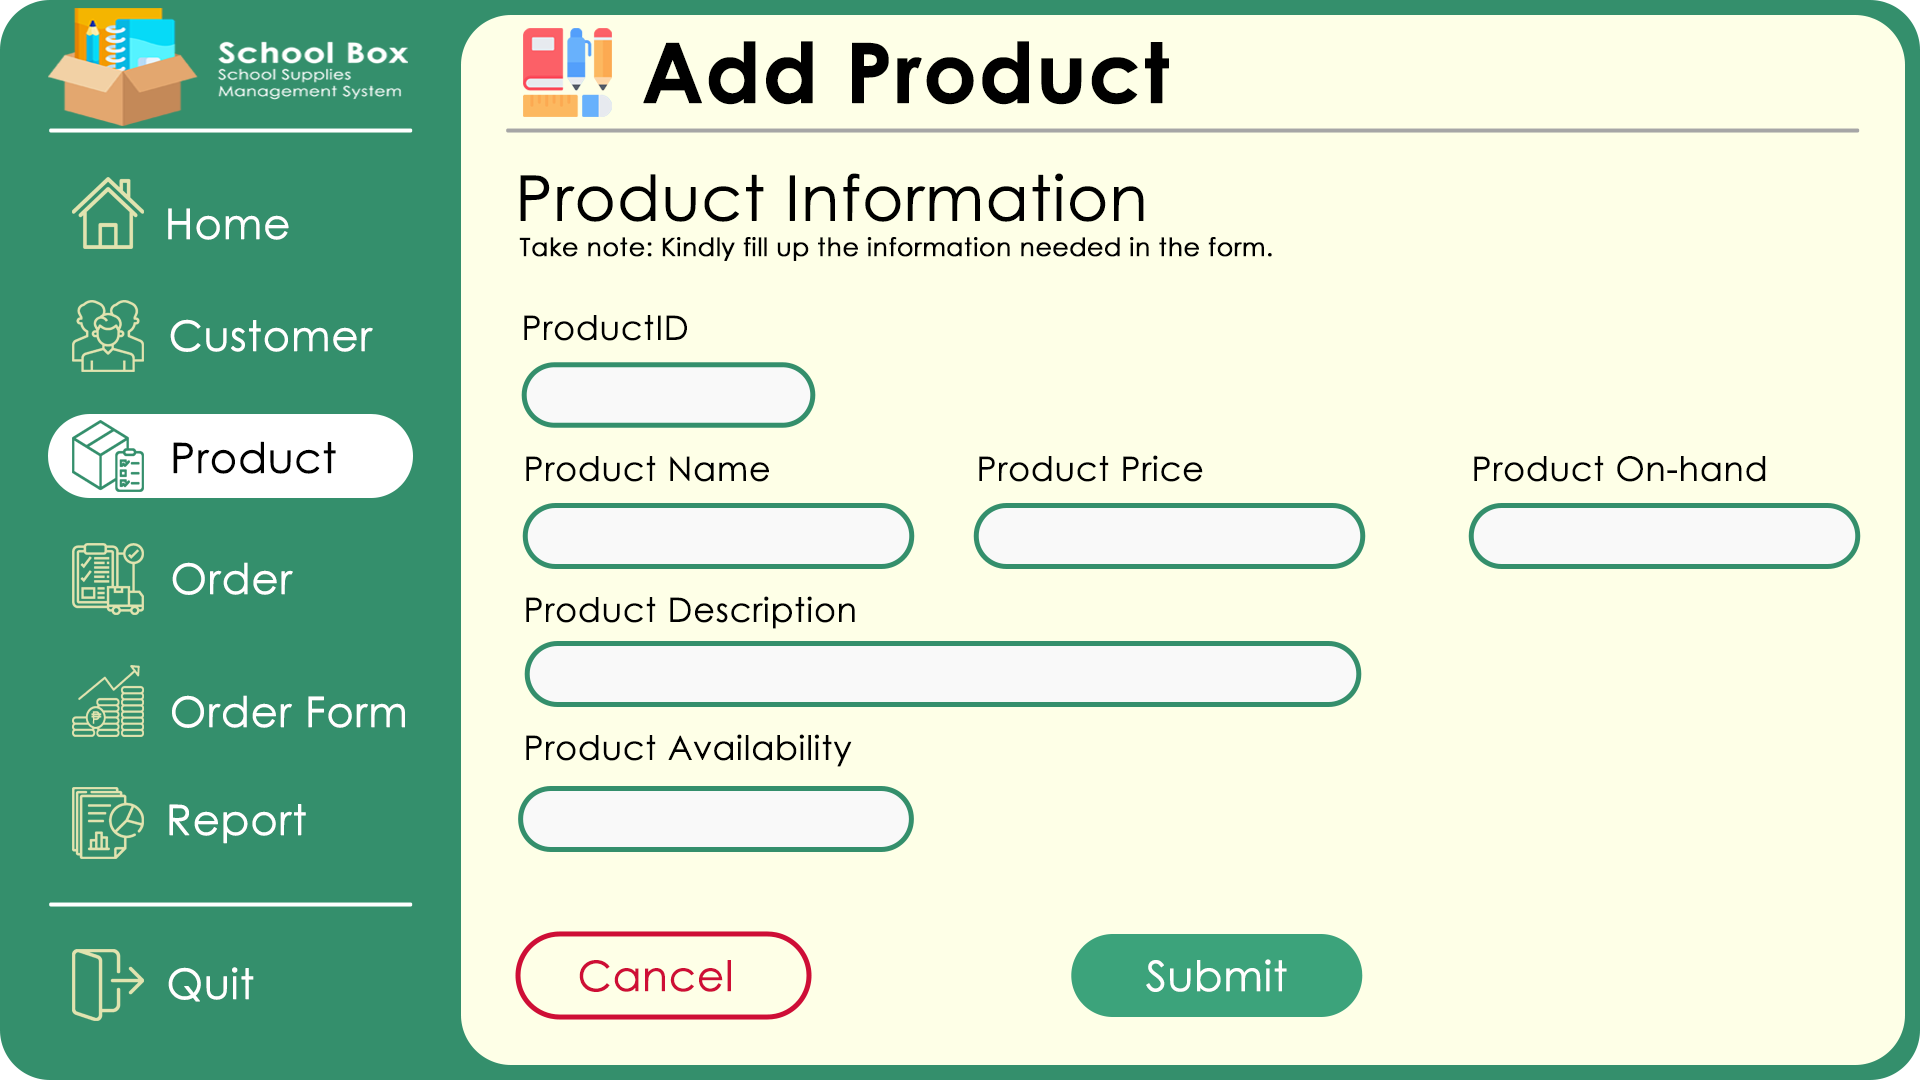 School Box
School Supplies
Management System
Home
Customer
Product
Order
Order Form
Report
Quit
Add Product
Product Information
Take note: Kindly fill up the information needed in the form.
ProductID
Product Name
Product Price
Product On-hand
Product Description
Product Availability
Cancel
Submit